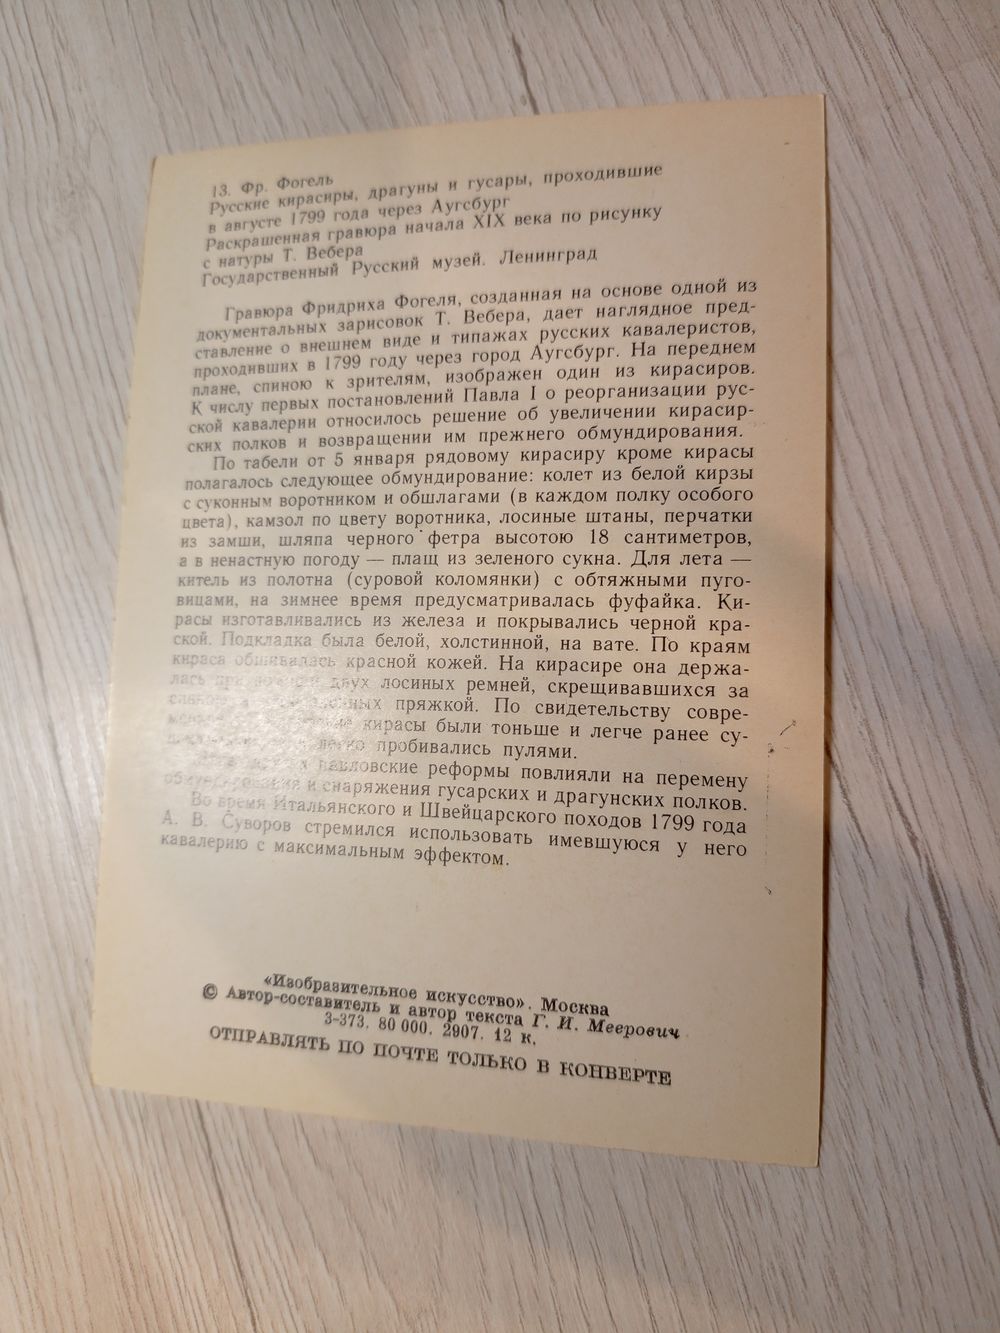 13. Фр. Фогель
Русские кирасиры, драгуны и гусары, проходившие
в августе 1799 года через Аугсбург
Раскрашенная гравюра начала XIX века по рисунку
с натуры Т. Вебера
Государственный Русский музей. Ленинград
Гравюра Фридриха Фогеля, созданная на основе одной из
документальных зарисовок Т. Вебера, дает наглядное пред-
ставление о внешнем виде и типажах русских кавалеристов,
проходивших в 1799 году через город Аугсбург. На переднем
плане, спиною к зрителям, изображен один из кирасиров.
К числу первых постановлений Павла I о реорганизации рус-
ской кавалерии относилось решение об увеличении кирасир-
ских полков и возвращении им прежнего обмундирования.
По табели от 5 января рядовому кирасиру кроме кирасы
полагалось следующее обмундирование: колет из белой кирзы
с суконным воротником и обшлагами (в каждом полку особого
цвета), камзол по цвету воротника, лосиные штаны, перчатки
из замши, шляпа черного фетра высотою 18 сантиметров,
а в ненастную погоду — плащ из зеленого сукна. Для лета —
китель из полотна (суровой коломянки) с обтяжными пуго-
вицами, на зимнее время предусматривалась фуфайка. Ки-
расы изготавливались из железа и покрывались черной кра-
ской. Подкладка была белой, холстинной, на вате. По краям
кираса обшивалась красной кожей. На кирасире она держа-
лась при помощи двух лосиных ремней, скрещивавшихся за
пряжкой. По свидетельству совре-
кирасы были тоньше и легче ранее су-
легко пробивались пулями.
павловские реформы повлияли на перемену
обмундирования и снаряжения гусарских и драгунских полков.
Во время Итальянского и Швейцарского походов 1799 года
А. В. Суворов стремился использовать имевшуюся у него
кавалерию с максимальным эффектом.
«Изобразительное искусство». Москва
© Автор-составитель и автор текста Г. И. Меерович
3-373. 80 000. 2907. 12 к.
ОТПРАВЛЯТЬ ПО ПОЧТЕ ТОЛЬКО В КОНВЕРТЕ